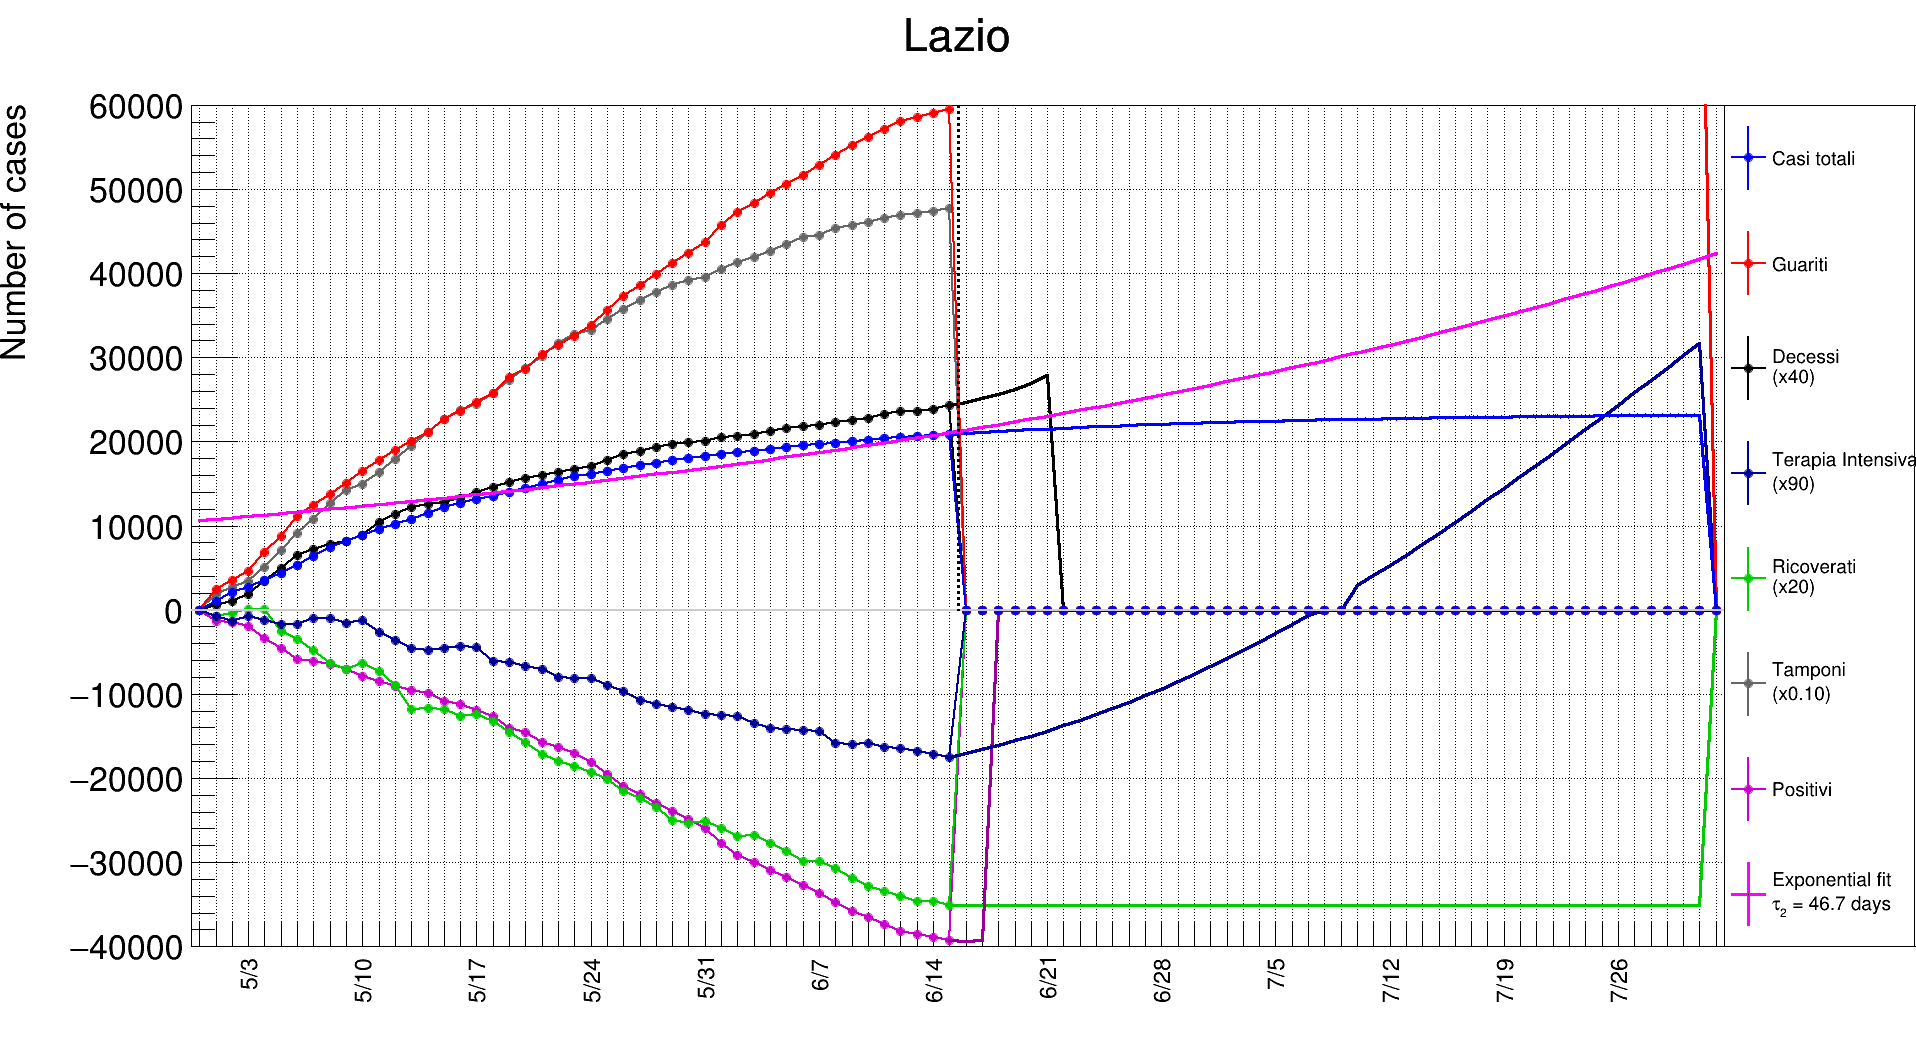 Lazio
Number of cases
60000
50000
40000
30000
20000
10000
0
−10000
−20000
−30000
−40000
5/3
5/10
5/17
5/24
5/31
6/7
6/14
6/21
6/28
7/5
7/12
7/19
7/26
Casi totali
Guariti
Decessi
(x40)
Terapia Intensiva
(x90)
Ricoverati
(x20)
Tamponi
(x0.10)
Positivi
Exponential fit
τ2 = 46.7 days